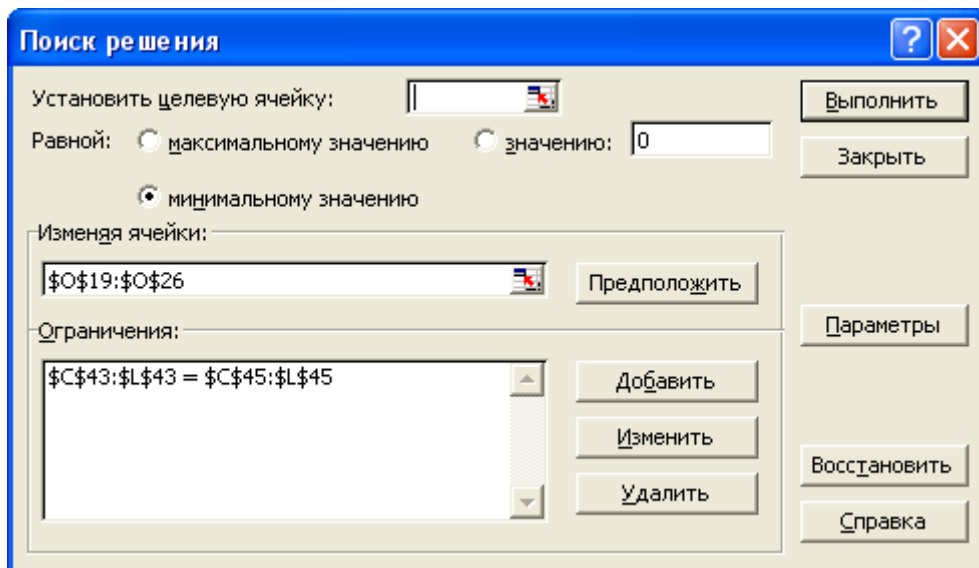 Поиск решения
Установить целевую ячейку:
Выполнить
Равной: максимальному значению значению: 0
Закрыть
минимальному значению
Изменяя ячейки:
$O$19:$O$26
Предположить
Ограничения:
Параметры
$C$43:$L$43 = $C$45:$L$45
Добавить
Изменить
Восстановить
Удалить
Справка